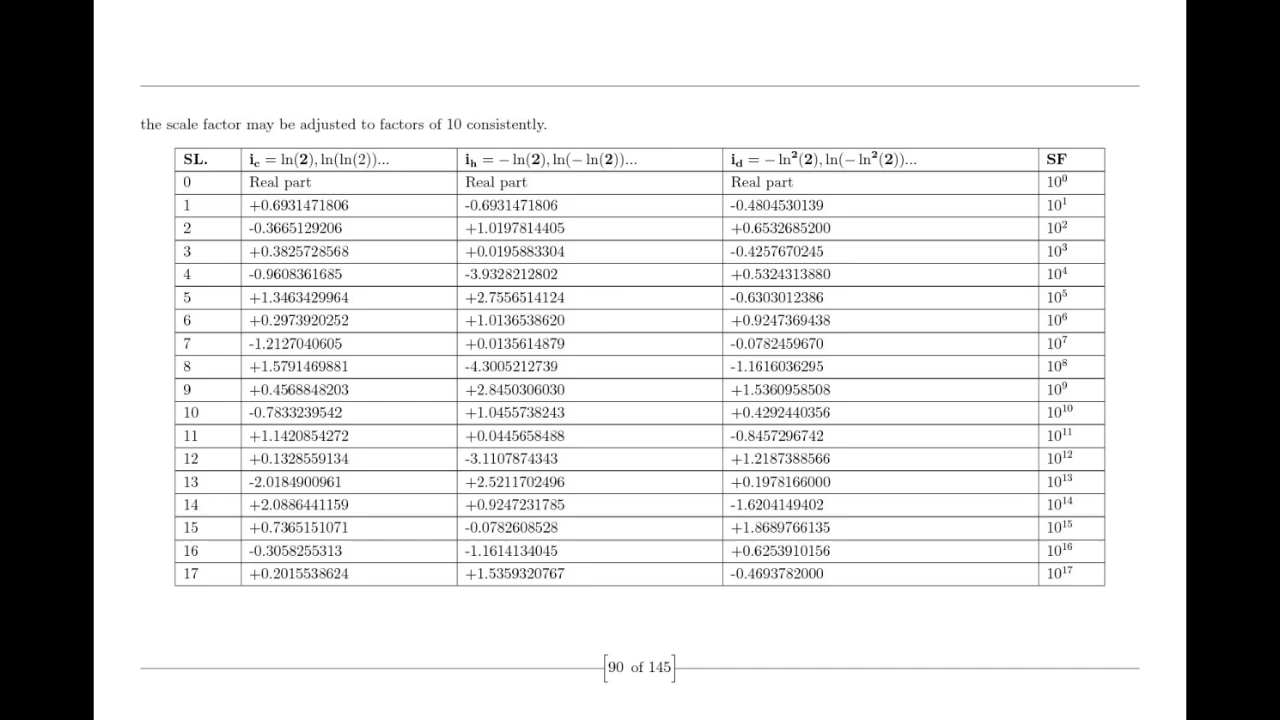 the scale factor may be adjusted to factors of 10 consistently.
SL. i_c = ln(2), ln(ln(2))... i_h = − ln(2), ln(− ln(2))... i_d = − ln²(2), ln(− ln²(2))... SF
0 Real part Real part Real part 10⁰
1 +0.6931471806 -0.6931471806 -0.4804530139 10¹
2 -0.3665129206 +1.0197814405 +0.6532685200 10²
3 +0.3825728568 +0.0195883304 -0.4257670245 10³
4 -0.9608361685 -3.9328212802 +0.5324313880 10⁴
5 +1.3463429964 +2.7556514124 -0.6303012386 10⁵
6 +0.2973920252 +1.0136538620 +0.9247369438 10⁶
7 -1.2127040605 +0.0135614879 -0.0782459670 10⁷
8 +1.5791469881 -4.3005212739 -1.1616036295 10⁸
9 +0.4568848203 +2.8450306030 +1.5360958508 10⁹
10 -0.7833239542 +1.0455738243 +0.4292440356 10¹⁰
11 +1.1420854272 +0.0445658488 -0.8457296742 10¹¹
12 +0.1328559134 -3.1107874343 +1.2187388566 10¹²
13 -2.0184900961 +2.5211702496 +0.1978166000 10¹³
14 +2.0886441159 +0.9247231785 -1.6204149402 10¹⁴
15 +0.7365151071 -0.0782608528 +1.8689766135 10¹⁵
16 -0.3058255313 -1.1614134045 +0.6253910156 10¹⁶
17 +0.2015538624 +1.5359320767 -0.4693782000 10¹⁷
[90 of 145]